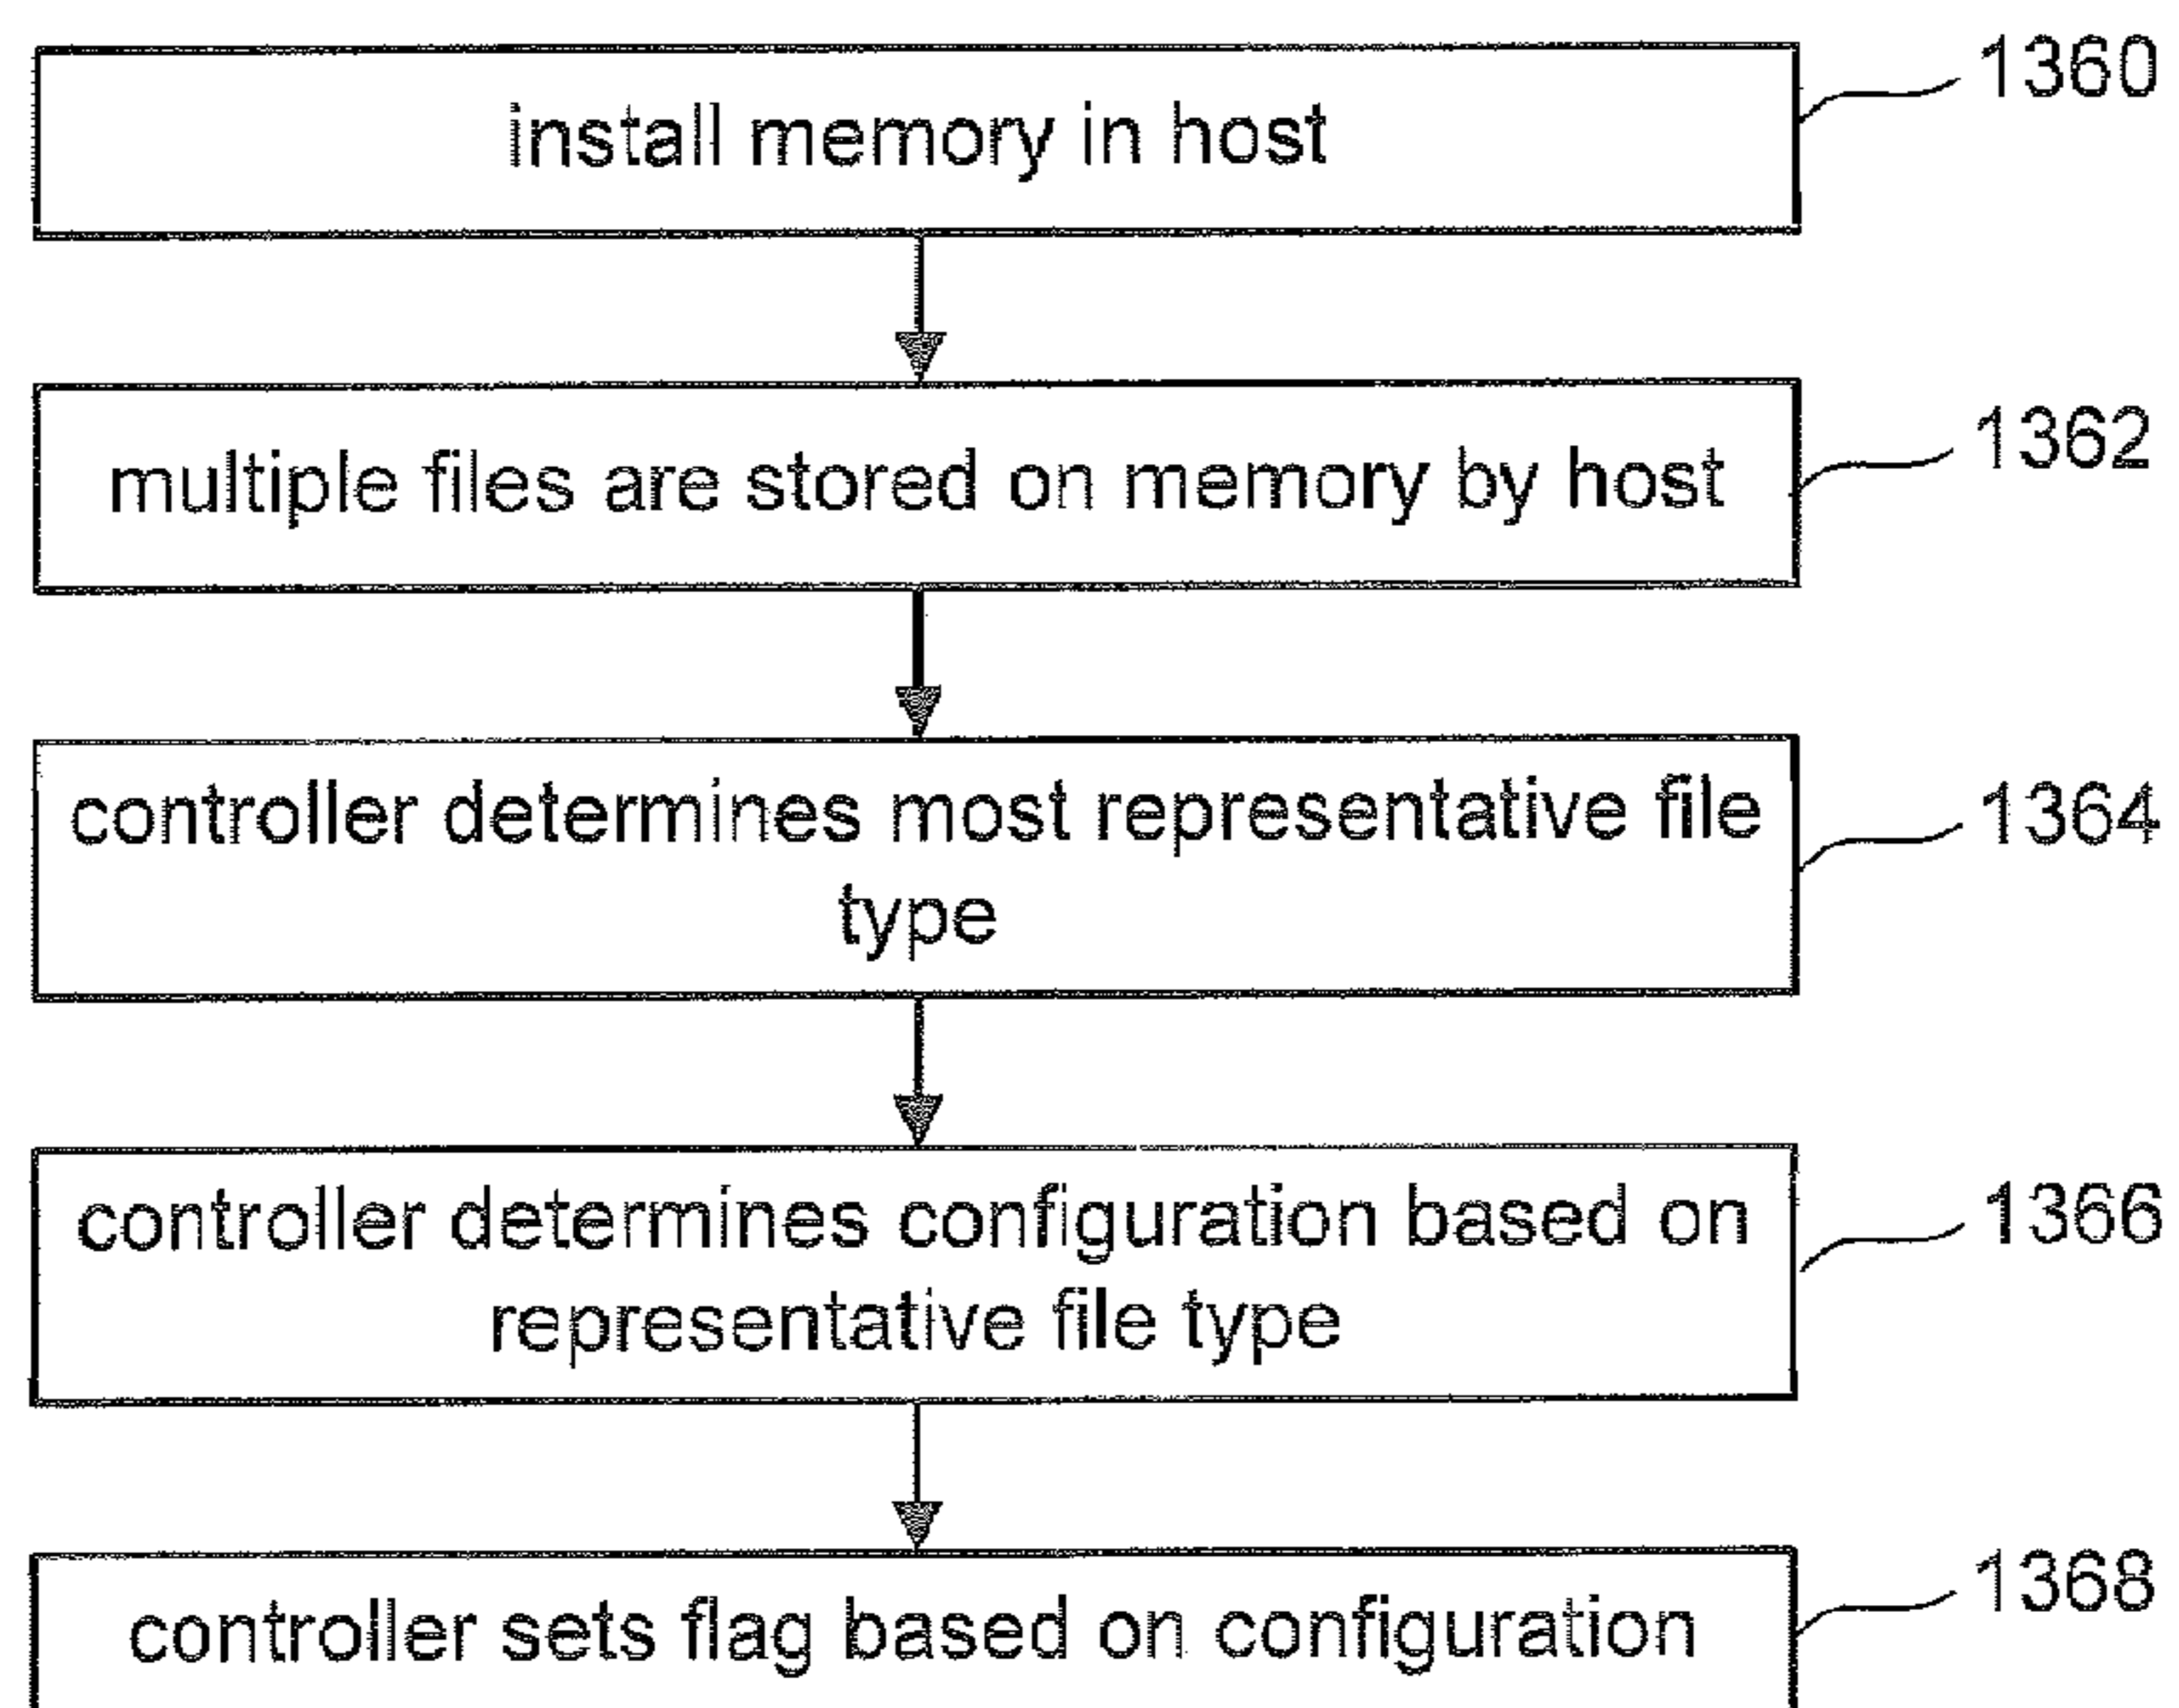 install memory in host
1360
multiple files are stored on memory by host
1362
controller determines most representative file
type
1364
controller determines configuration based on
representative file type
1366
controller sets flag based on configuration
1368